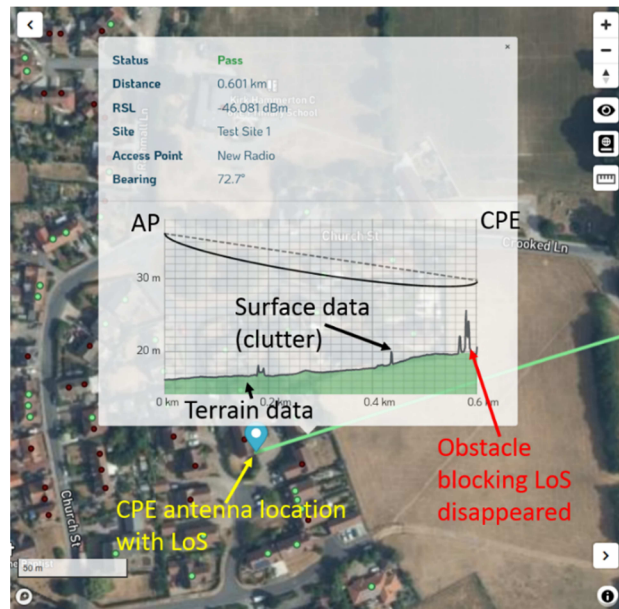 Status Pass
Distance 0.601 km
RSL -46.081 dBm
Site Test Site 1
Access Point New Radio
Bearing 72.7°
×
AP
CPE
Church St
Crooked Ln
30 m
Surface data
(clutter)
20 m
0 km 0.2 km 0.4 km 0.6 km
Terrain data
Obstacle
blocking LoS
disappeared
CPE antenna location
with LoS
Church St
50 m